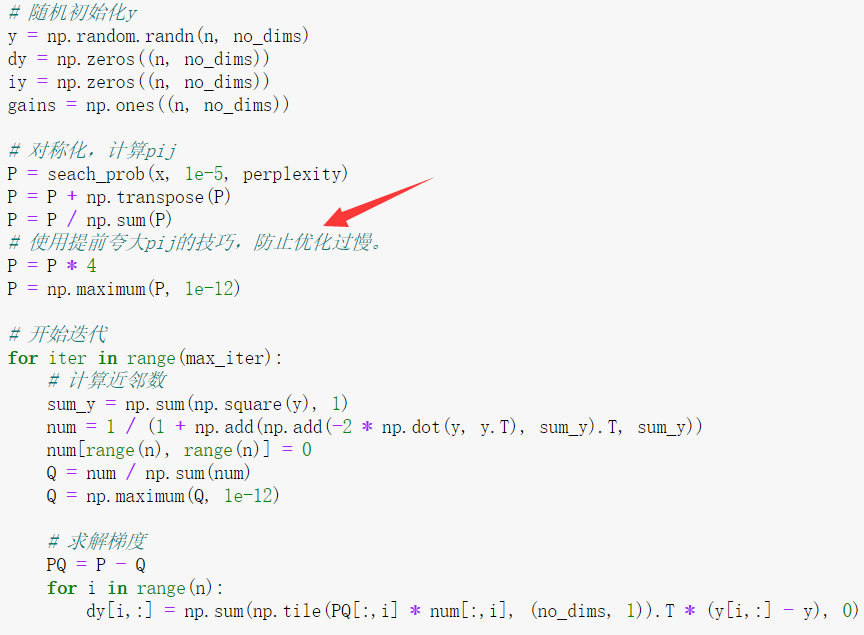 # 随机初始化y
y = np.random.randn(n, no_dims)
dy = np.zeros((n, no_dims))
iy = np.zeros((n, no_dims))
gains = np.ones((n, no_dims))
# 对称化，计算pij
P = seach_prob(x, 1e-5, perplexity)
P = P + np.transpose(P)
P = P / np.sum(P)
# 使用提前夸大pij的技巧，防止优化过慢。
P = P * 4
P = np.maximum(P, 1e-12)
# 开始迭代
for iter in range(max_iter):
    # 计算近邻数
    sum_y = np.sum(np.square(y), 1)
    num = 1 / (1 + np.add(np.add(-2 * np.dot(y, y.T), sum_y).T, sum_y))
    num[range(n), range(n)] = 0
    Q = num / np.sum(num)
    Q = np.maximum(Q, 1e-12)
    # 求解梯度
    PQ = P - Q
    for i in range(n):
        dy[i,:] = np.sum(np.tile(PQ[:,i] * num[:,i], (no_dims, 1)).T * (y[i,:] - y), 0)